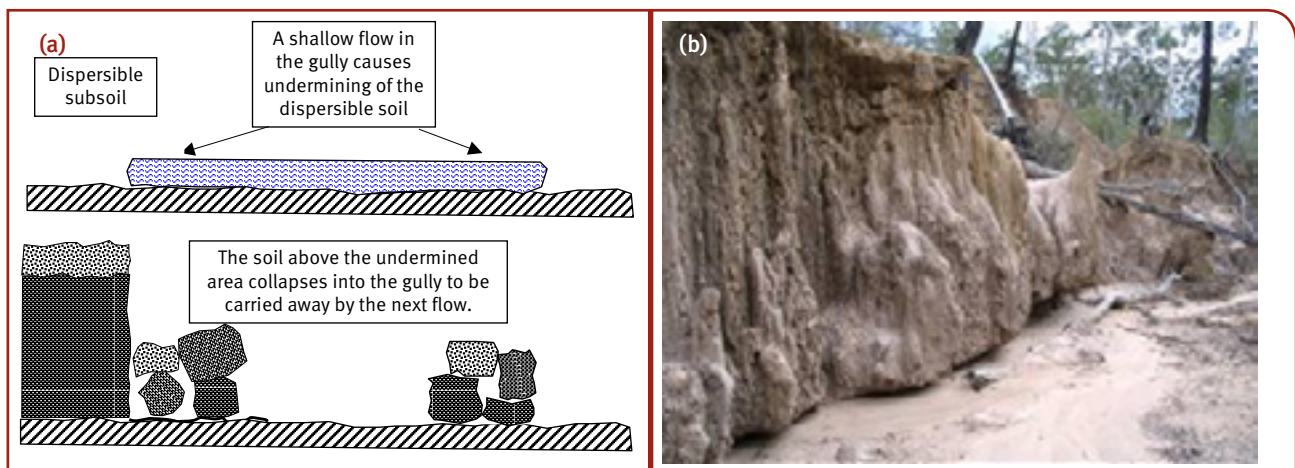 (a)
Dispersible
subsoil
A shallow flow in
the gully causes
undermining of the
dispersible soil
The soil above the undermined
area collapses into the gully to be
carried away by the next flow.
(b)